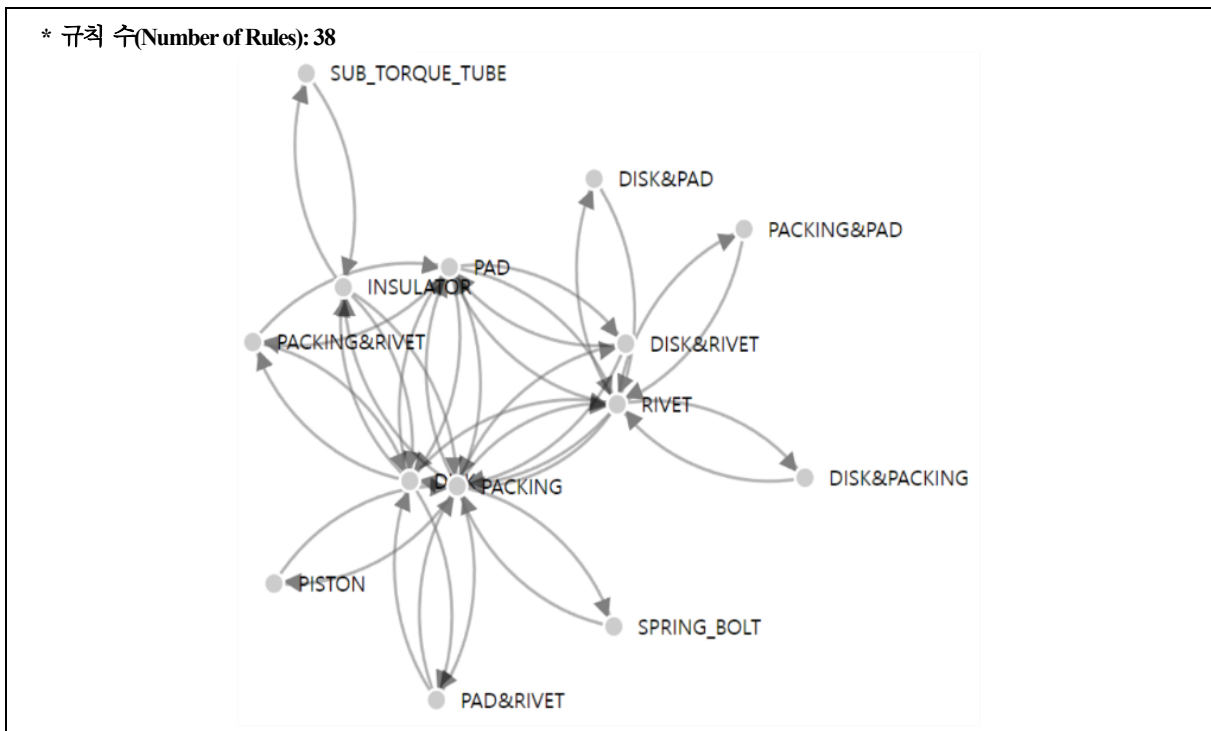 * 규칙 수(Number of Rules): 38
SUB_TORQUE_TUBE
DISK&PAD
PACKING&PAD
PAD
INSULATOR
PACKING&RIVET
DISK&RIVET
RIVET
DISK&PACKING
DISK
PACKING
PISTON
SPRING_BOLT
PAD&RIVET